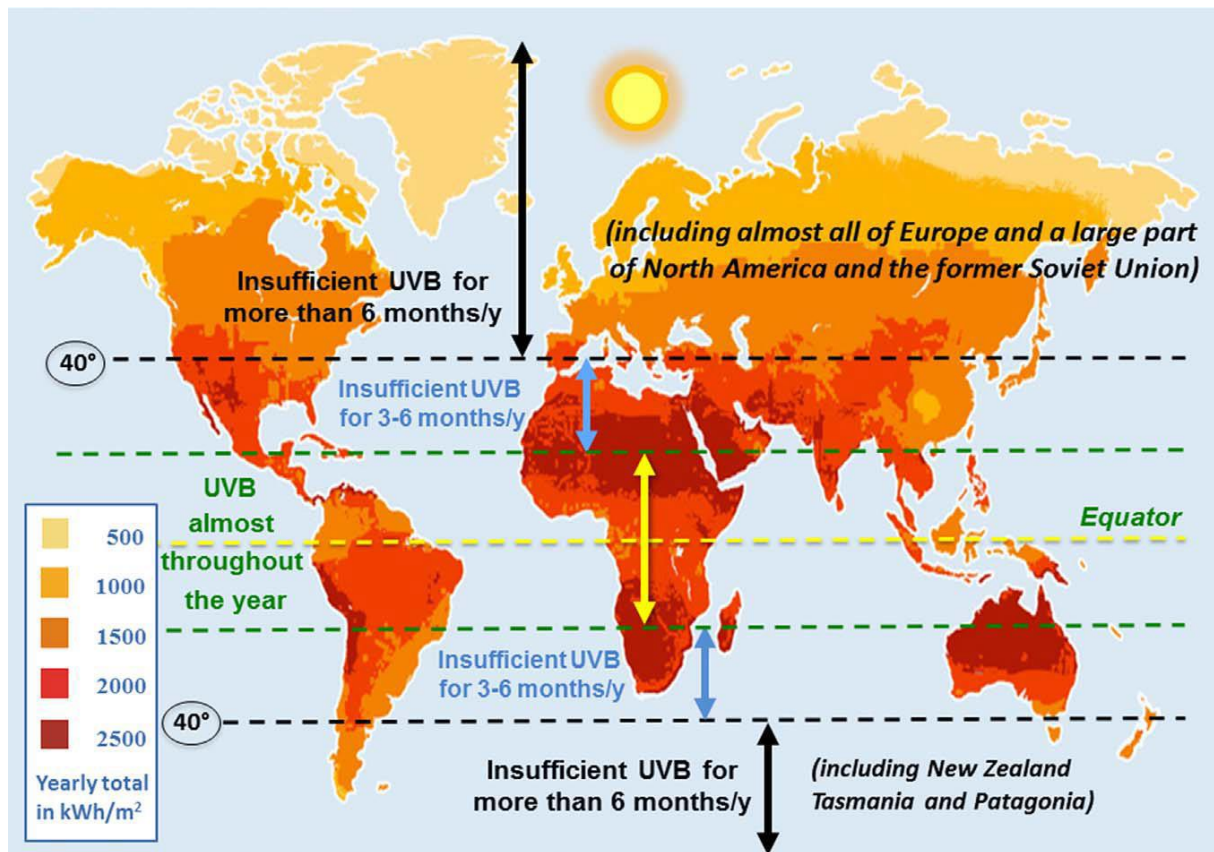 (including almost all of Europe and a large part
of North America and the former Soviet Union)
Insufficient UVB for
more than 6 months/y
40°
Insufficient UVB
for 3-6 months/y
UVB
almost
throughout
the year
Equator
500
1000
1500
2000
2500
Yearly total
in kWh/m²
Insufficient UVB
for 3-6 months/y
40°
Insufficient UVB for
more than 6 months/y
(including New Zealand
Tasmania and Patagonia)